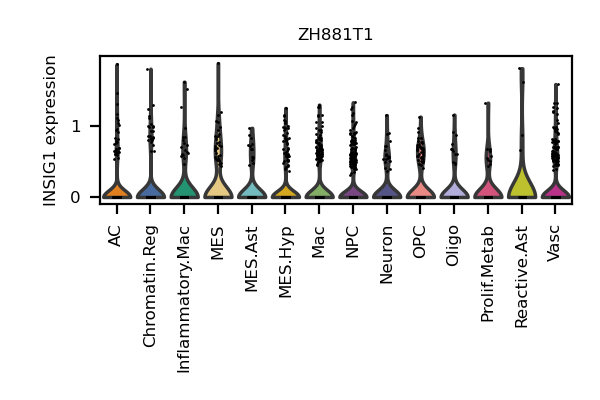 ZH881T1
INSIG1 expression
1
0
AC
Chromatin.Reg
Inflammatory.Mac
MES
MES.Ast
MES.Hyp
Mac
NPC
Neuron
OPC
Oligo
Prolif.Metab
Reactive.Ast
Vasc